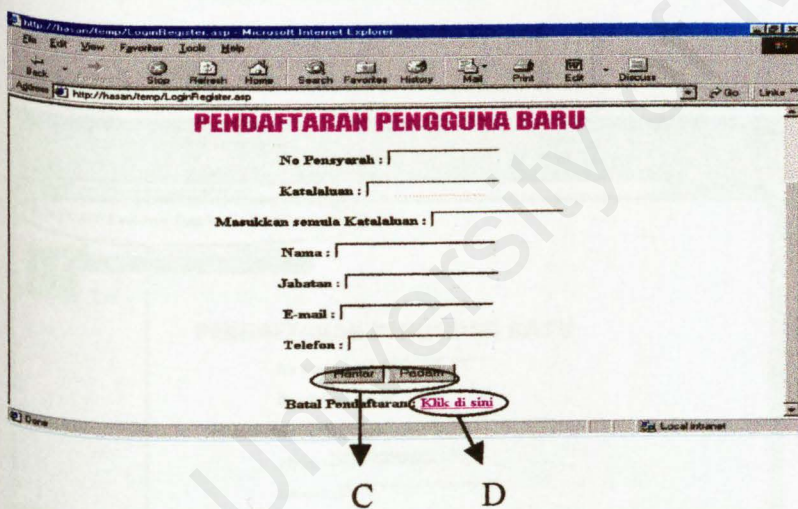 http://hasan/temp/LoginRegister.asp - Microsoft Internet Explorer
File Edit View Favorites Tools Help
Back Stop Refresh Home Search Favorites History Mail Print Edit Discuss
Address http://hasan/temp/LoginRegister.asp Go Links »
PENDAFTARAN PENGGUNA BARU
No Pensyarah :
Katalaluan :
Masukkan semula Katalaluan :
Nama :
Jabatan :
E-mail :
Telefon :
Hantar Padam
Batal Pendaftaran: Klik di sini
Done Local intranet
C D
University of M